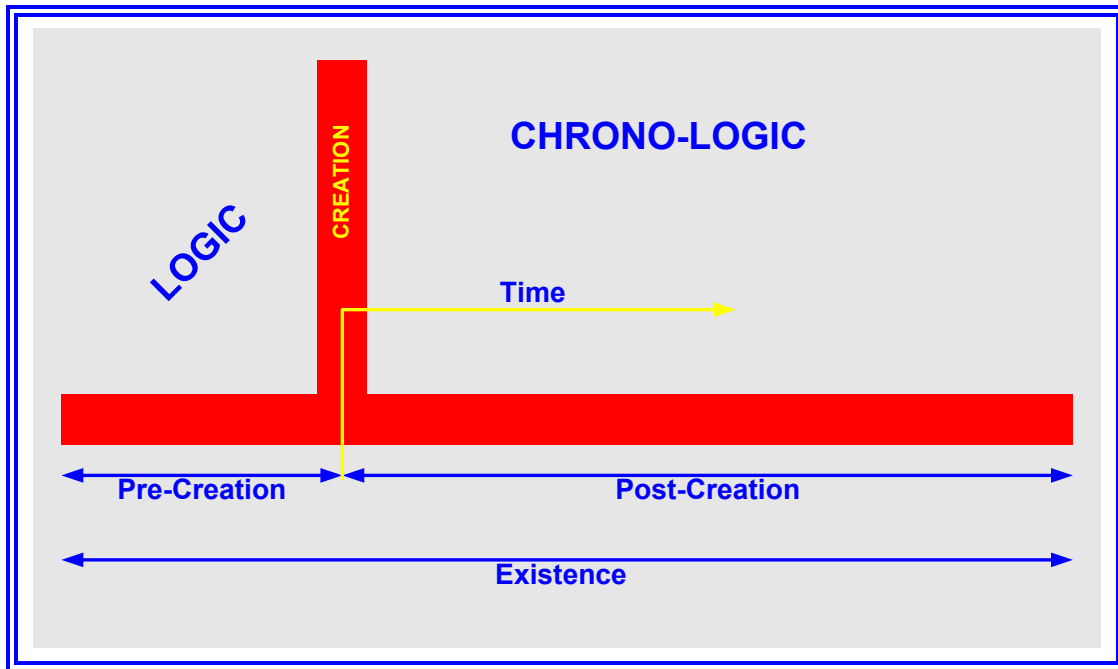 CHRONO-LOGIC
CREATION
LOGIC
Time
Pre-Creation
Post-Creation
Existence